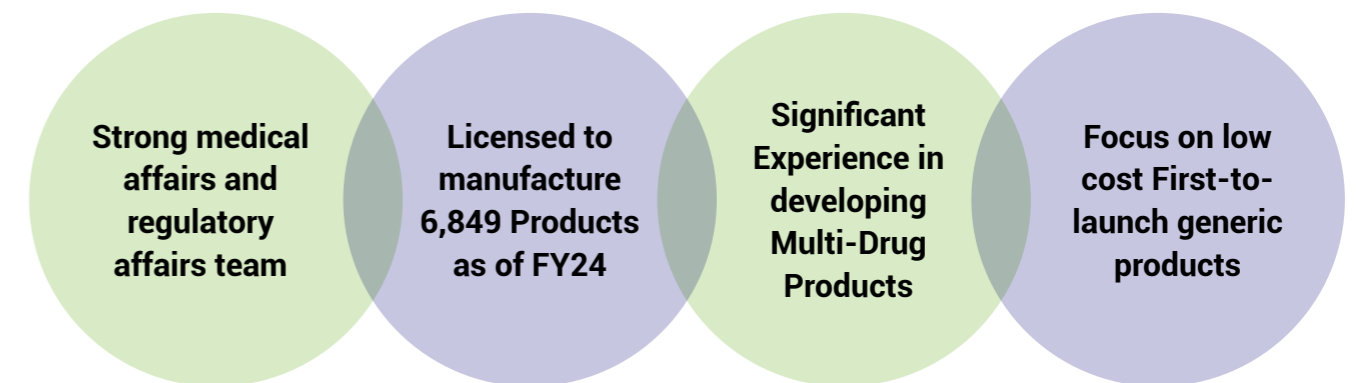 Strong medical
affairs and
regulatory
affairs team
Licensed to
manufacture
6,849 Products
as of FY24
Significant
Experience in
developing
Multi-Drug
Products
Focus on low
cost First-to-
launch generic
products